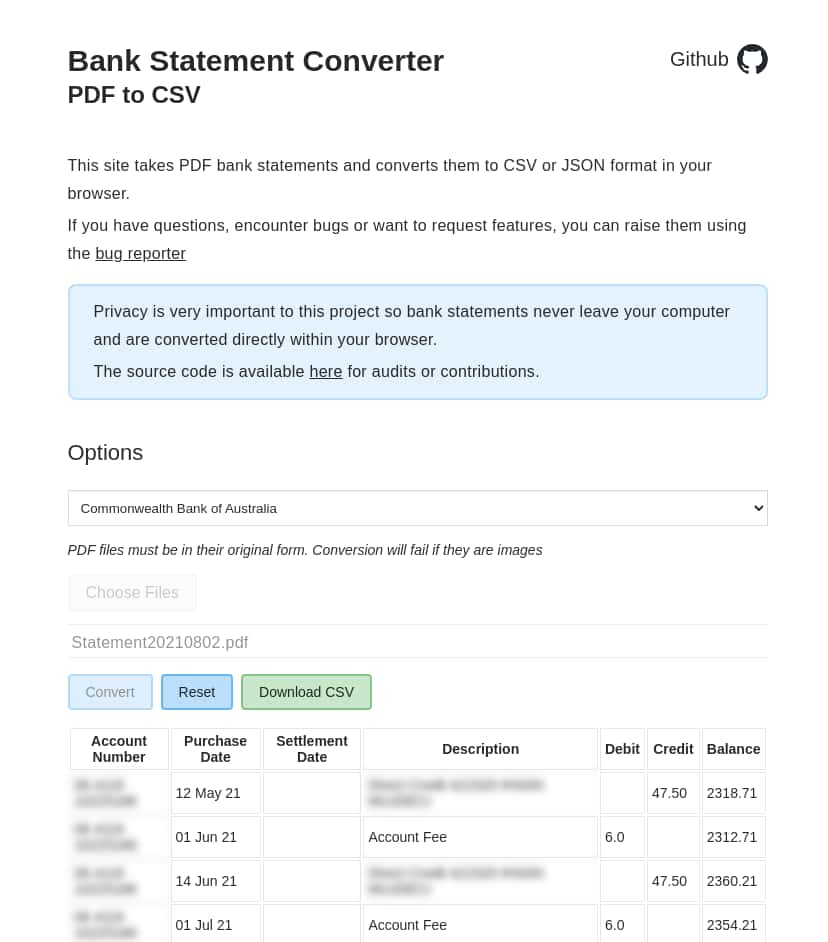 Bank Statement Converter
Github
PDF to CSV
This site takes PDF bank statements and converts them to CSV or JSON format in your
browser.
If you have questions, encounter bugs or want to request features, you can raise them using
the bug reporter
Privacy is very important to this project so bank statements never leave your computer
and are converted directly within your browser.
The source code is available here for audits or contributions.
Options
Commonwealth Bank of Australia
PDF files must be in their original form. Conversion will fail if they are images
Choose Files
Statement20210802.pdf
Convert Reset Download CSV
Account Number Purchase Date Settlement Date Description Debit Credit Balance
12 May 21 47.50 2318.71
01 Jun 21 Account Fee 6.0 2312.71
14 Jun 21 47.50 2360.21
01 Jul 21 Account Fee 6.0 2354.21